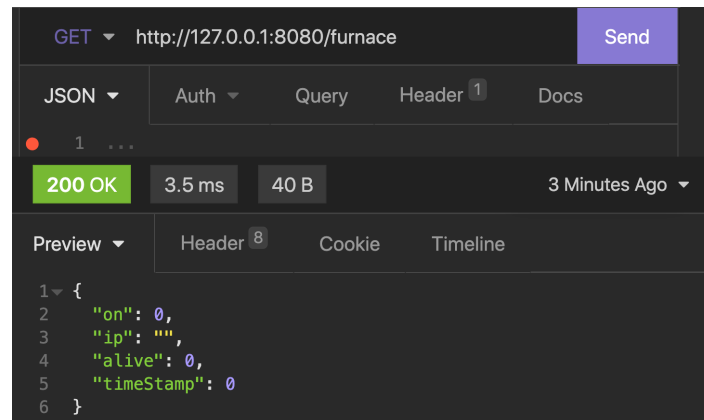 GET http://127.0.0.1:8080/furnace Send
JSON Auth Query Header 1 Docs
1 ...
200 OK 3.5 ms 40 B 3 Minutes Ago
Preview Header 8 Cookie Timeline
1 {
2 "on": 0,
3 "ip": "",
4 "alive": 0,
5 "timeStamp": 0
6 }